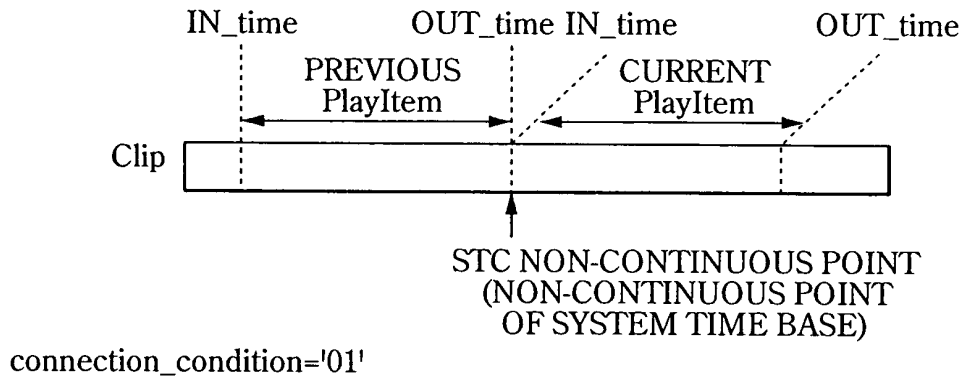 IN_time OUT_time IN_time OUT_time
PREVIOUS
PlayItem
CURRENT
PlayItem
Clip
STC NON-CONTINUOUS POINT
(NON-CONTINUOUS POINT
OF SYSTEM TIME BASE)
connection_condition='01'